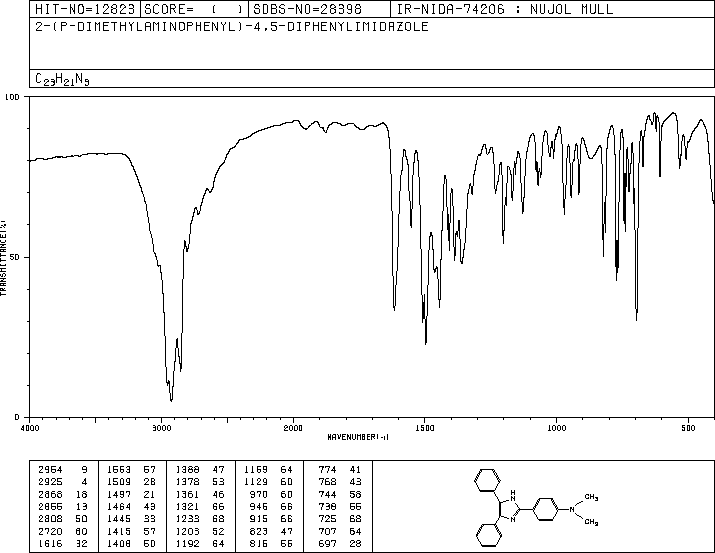 HIT-NO=12823 SCORE= ( ) SDBS-NO=28398 IR-NIDA-74206 : NUJOL MULL
2-(P-DIMETHYLAMINOPHENYL)-4,5-DIPHENYLIMIDAZOLE
C23H21N3
100
50
0
TRANSMITTANCE(%)
4000 3000 2000 1500 1000 500
WAVENUMBER(-1)
2954 9 1553 57 1388 47 1169 64 774 41
2925 4 1509 28 1378 53 1129 60 768 43
2868 18 1497 21 1361 46 970 60 744 58
2855 13 1464 43 1321 66 945 66 738 55
2808 50 1445 33 1233 68 915 66 725 68
2720 60 1415 57 1203 52 823 47 707 64
1616 32 1408 50 1192 64 816 55 697 28
H
N
N
N
CH3
CH3